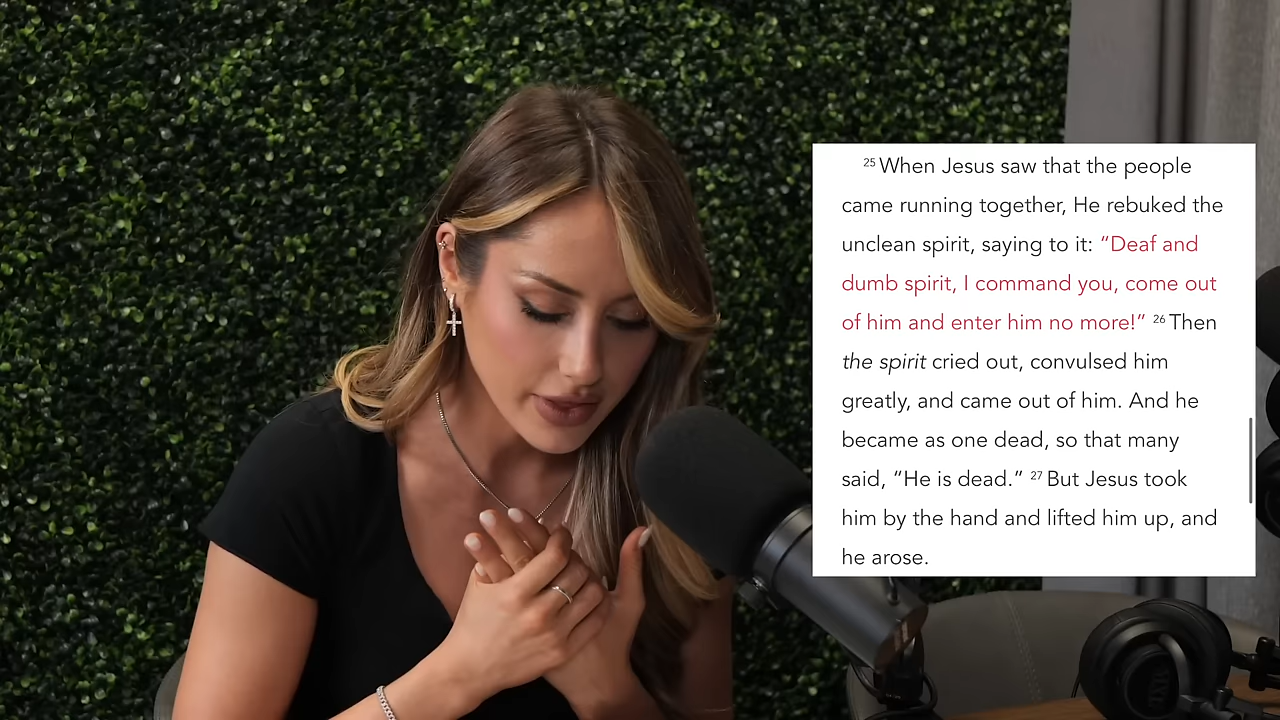 25 When Jesus saw that the people
came running together, He rebuked the
unclean spirit, saying to it: “Deaf and
dumb spirit, I command you, come out
of him and enter him no more!” 26 Then
the spirit cried out, convulsed him
greatly, and came out of him. And he
became as one dead, so that many
said, “He is dead.” 27 But Jesus took
him by the hand and lifted him up, and
he arose.